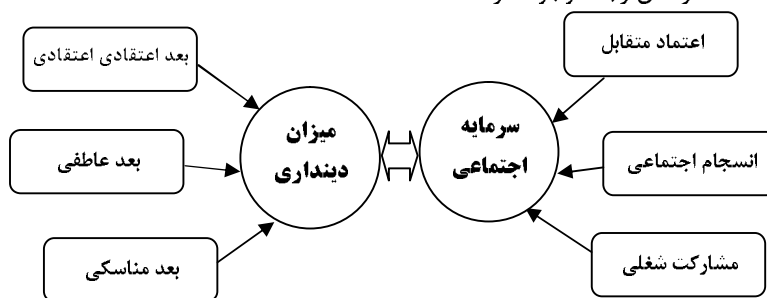 اعتماد متقابل
بعد اعتقادی اعتقادی
سرمایه
اجتماعی
میزان
دینداری
انسجام اجتماعی
بعد عاطفی
مشارکت شغلی
بعد مناسکی